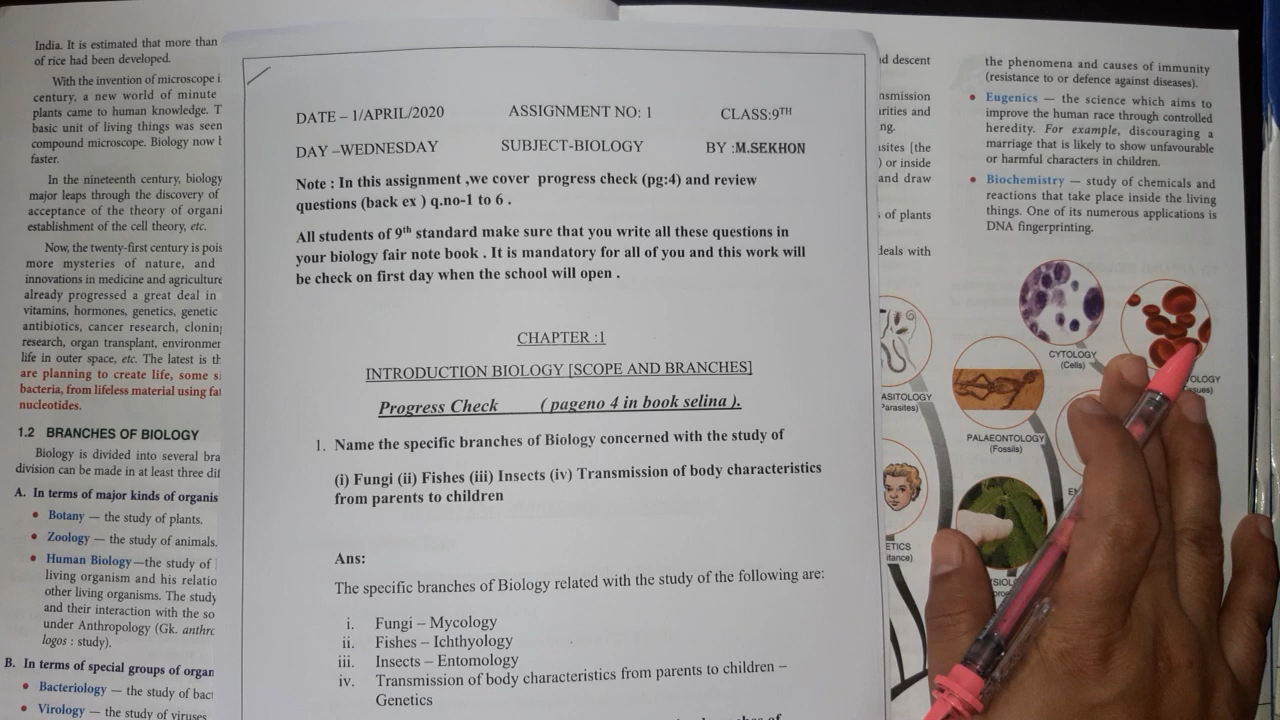 India. It is estimated that more than
of rice had been developed.
With the invention of microscope i
century, a new world of minute
plants came to human knowledge. T
basic unit of living things was seen
compound microscope. Biology now
faster.
In the nineteenth century, biology
major leaps through the discovery of
acceptance of the theory of organi
establishment of the cell theory, etc.
Now, the twenty-first century is pois
more mysteries of nature, and
innovations in medicine and agriculture
already progressed a great deal in
vitamins, hormones, genetics, genetic
antibiotics, cancer research, cloning
research, organ transplant, environmen
life in outer space, etc. The latest is th
are planning to create life, some
bacteria, from lifeless material using fat
nucleotides.
1.2 BRANCHES OF BIOLOGY
Biology is divided into several bra
division can be made in at least three dif
A. In terms of major kinds of organis
• Botany — the study of plants.
• Zoology — the study of animals.
• Human Biology—the study of
living organism and his relatio
other living organisms. The study
and their interaction with the so
under Anthropology (Gk. anthro
logos : study).
B. In terms of special groups of organ
• Bacteriology — the study of bact
• Virology — the study of viruses
DATE – 1/APRIL/2020 ASSIGNMENT NO: 1 CLASS:9TH
DAY –WEDNESDAY SUBJECT-BIOLOGY BY :M.SEKHON
Note : In this assignment ,we cover progress check (pg:4) and review
questions (back ex ) q.no-1 to 6 .
All students of 9th standard make sure that you write all these questions in
your biology fair note book . It is mandatory for all of you and this work will
be check on first day when the school will open .
CHAPTER :1
INTRODUCTION BIOLOGY [SCOPE AND BRANCHES]
Progress Check ( pageno 4 in book selina ).
1. Name the specific branches of Biology concerned with the study of
(i) Fungi (ii) Fishes (iii) Insects (iv) Transmission of body characteristics
from parents to children
Ans:
The specific branches of Biology related with the study of the following are:
i. Fungi – Mycology
ii. Fishes – Ichthyology
iii. Insects – Entomology
iv. Transmission of body characteristics from parents to children –
Genetics
nd descent
nsmission
arities and
ng.
asites [the
) or inside
and draw
s of plants
deals with
the phenomena and causes of immunity
(resistance to or defence against diseases).
• Eugenics — the science which aims to
improve the human race through controlled
heredity. For example, discouraging a
marriage that is likely to show unfavourable
or harmful characters in children.
• Biochemistry — study of chemicals and
reactions that take place inside the living
things. One of its numerous applications is
DNA fingerprinting.
CYTOLOGY
(Cells)
OLOGY
ssues)
ASITOLOGY
Parasites)
PALAEONTOLOGY
(Fossils)
EN
ETICS
itance)
SIOL